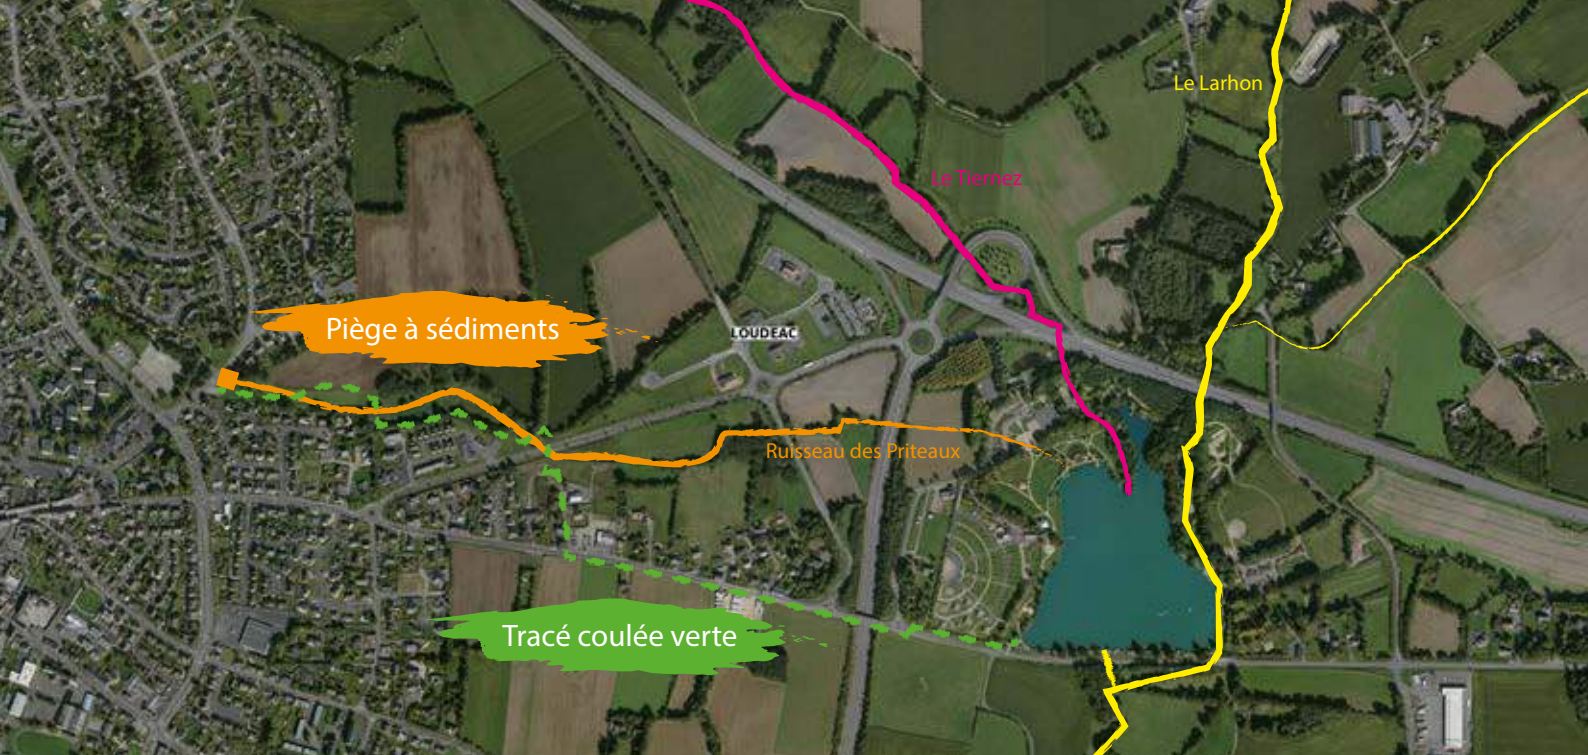 Le Larhon
Le Tiernez
Piège à sédiments
LOUDEAC
Ruisseau des Priteaux
Tracé coulée verte